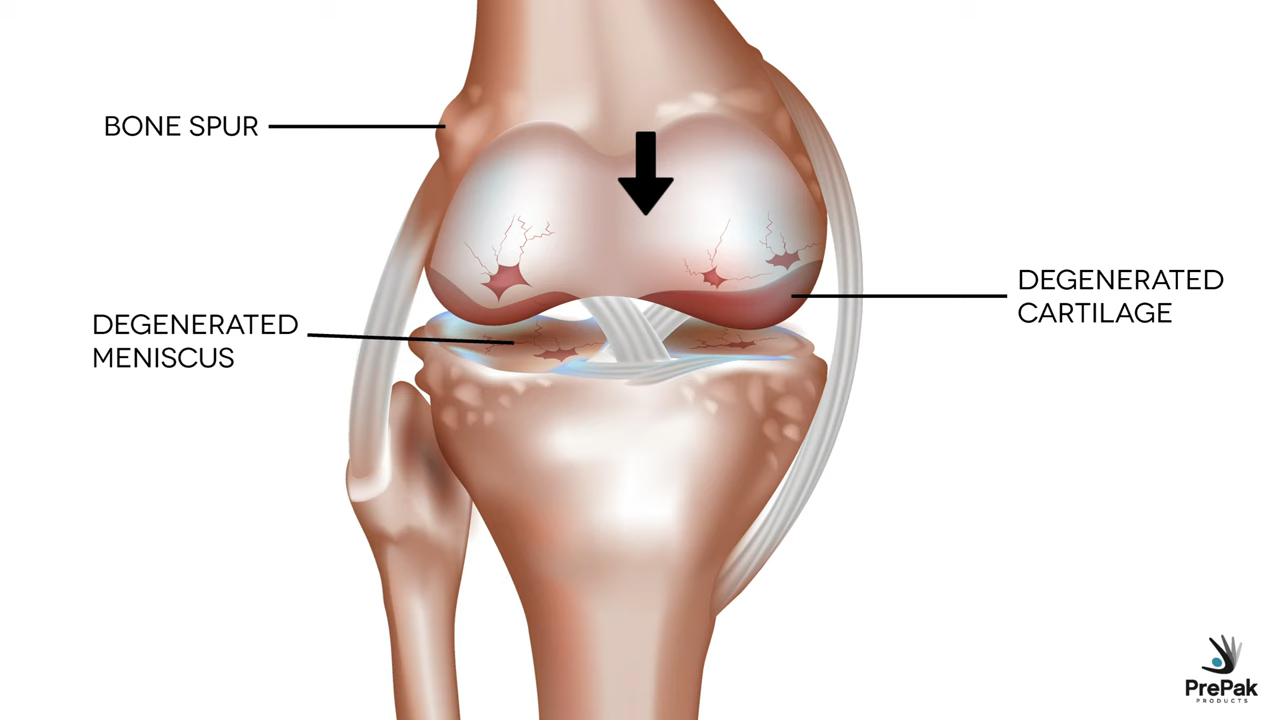 BONE SPUR
DEGENERATED
CARTILAGE
DEGENERATED
MENISCUS
PrePak
PRODUCTS